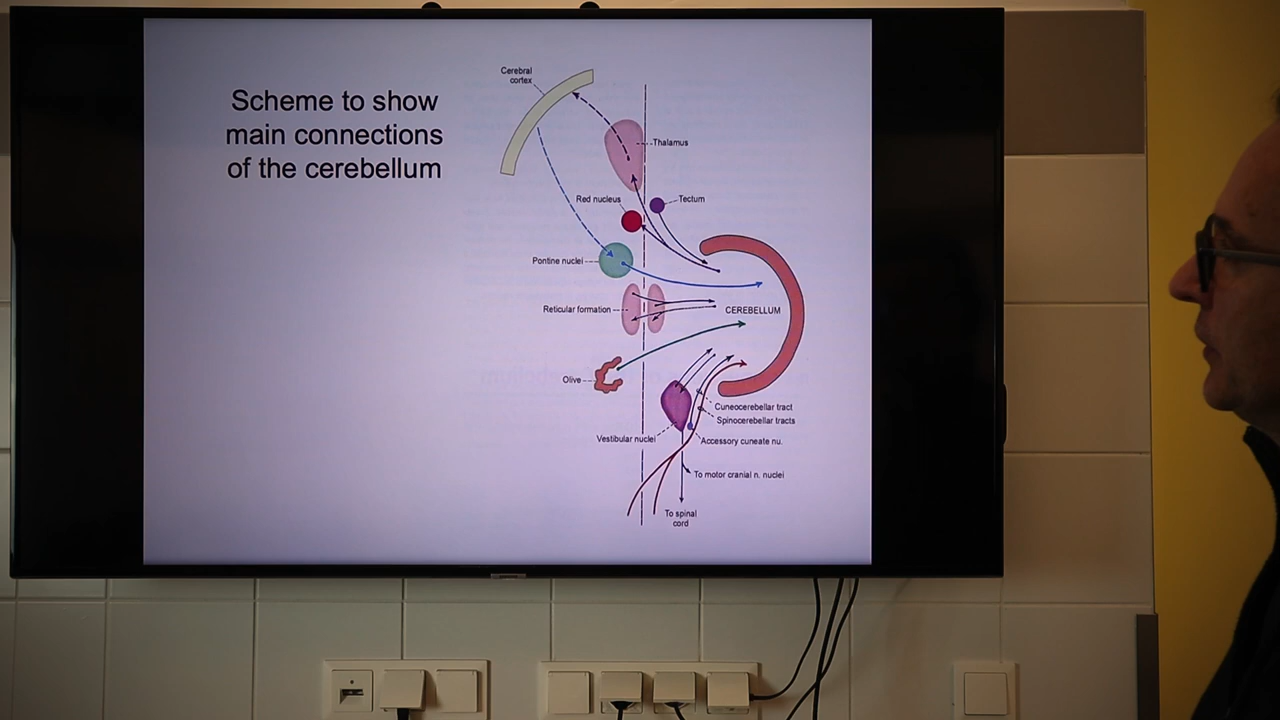 Scheme to show
main connections
of the cerebellum
Cerebral
cortex
Thalamus
Red nucleus
Tectum
Pontine nuclei
Reticular formation
CEREBELLUM
Olive
Cuneocerebellar tract
Spinocerebellar tracts
Vestibular nuclei
Accessory cuneate nu.
To motor cranial n. nuclei
To spinal
cord